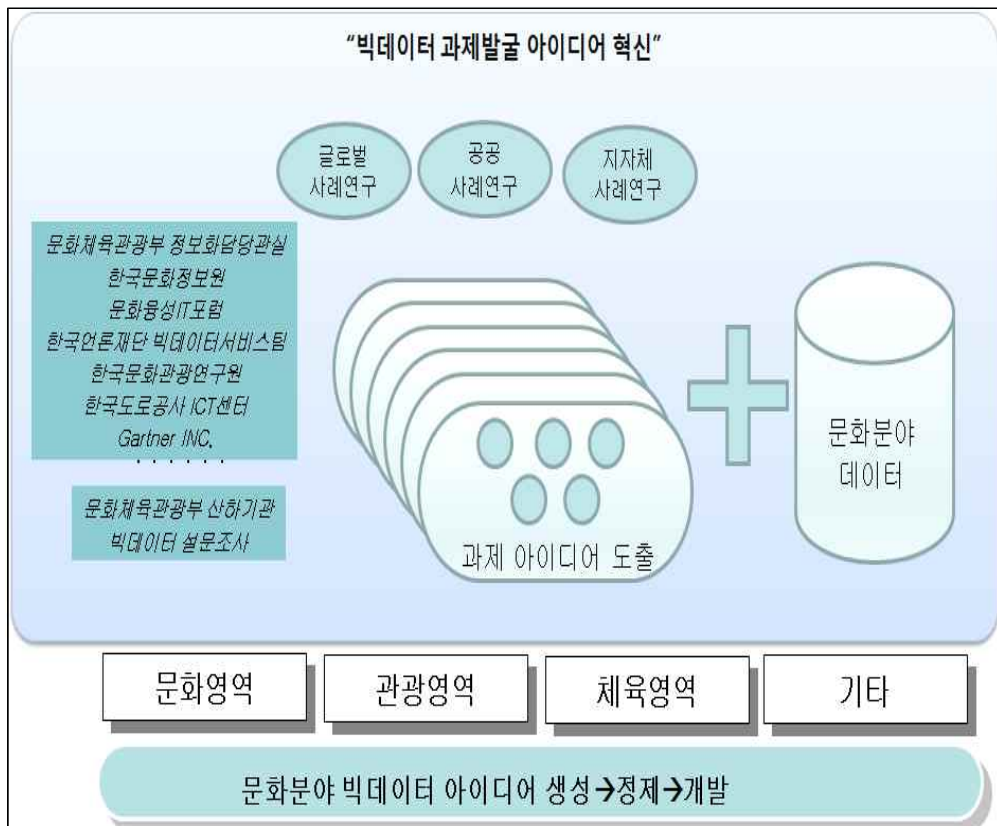 “빅데이터 과제발굴 아이디어 혁신”
글로벌
사례연구
공공
사례연구
지자체
사례연구
문화체육관광부 정보화담당관실
한국문화정보원
문화융성IT포럼
한국언론재단 빅데이터서비스팀
한국문화관광연구원
한국도로공사 ICT센터
Gartner INC.
· · · · · ·
문화체육관광부 산하기관
빅데이터 설문조사
과제 아이디어 도출
문화분야
데이터
문화영역
관광영역
체육영역
기타
문화분야 빅데이터 아이디어 생성→정제→개발